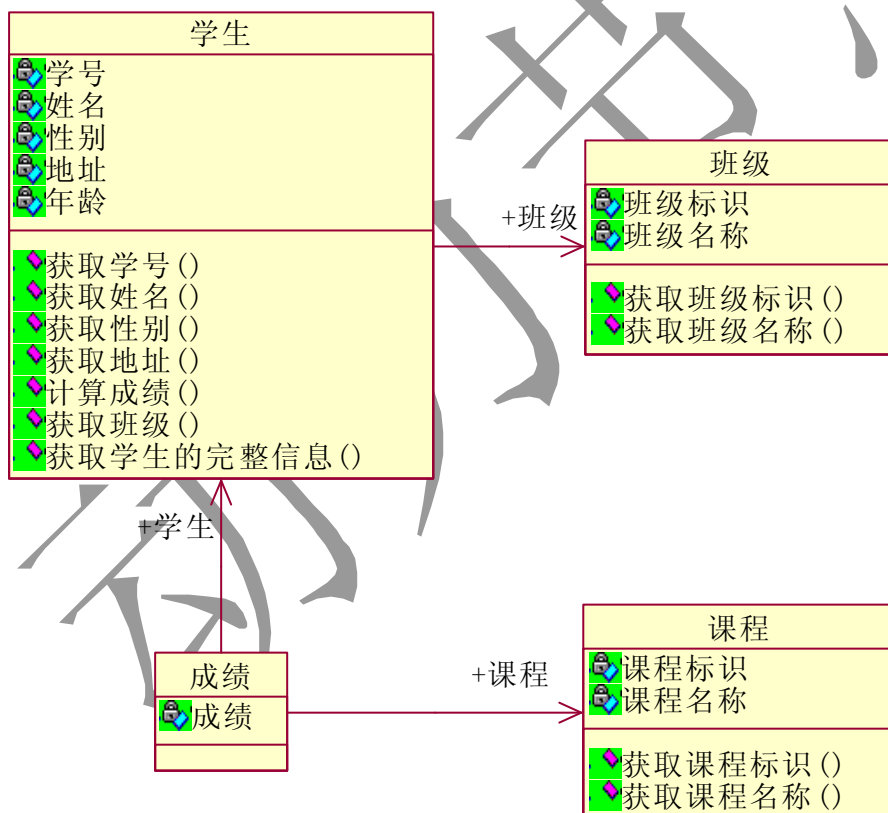 学生
学号
姓名
性别
地址
年龄
获取学号()
获取姓名()
获取性别()
获取地址()
计算成绩()
获取班级()
获取学生的完整信息()
+班级
班级
班级标识
班级名称
获取班级标识()
获取班级名称()
+学生
成绩
成绩
+课程
课程
课程标识
课程名称
获取课程标识()
获取课程名称()